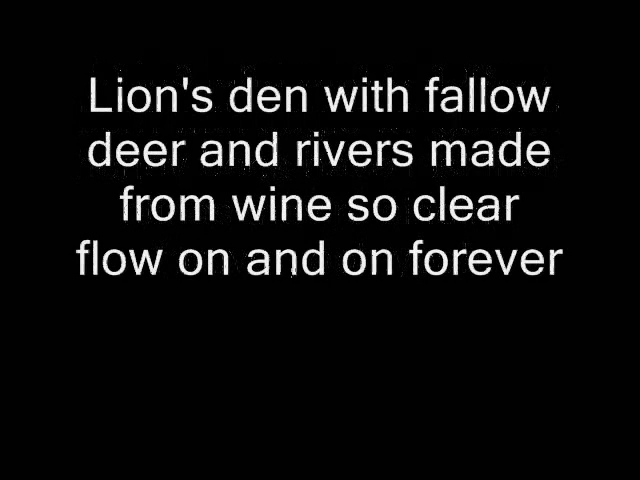 Lion's den with fallow
deer and rivers made
from wine so clear
flow on and on forever